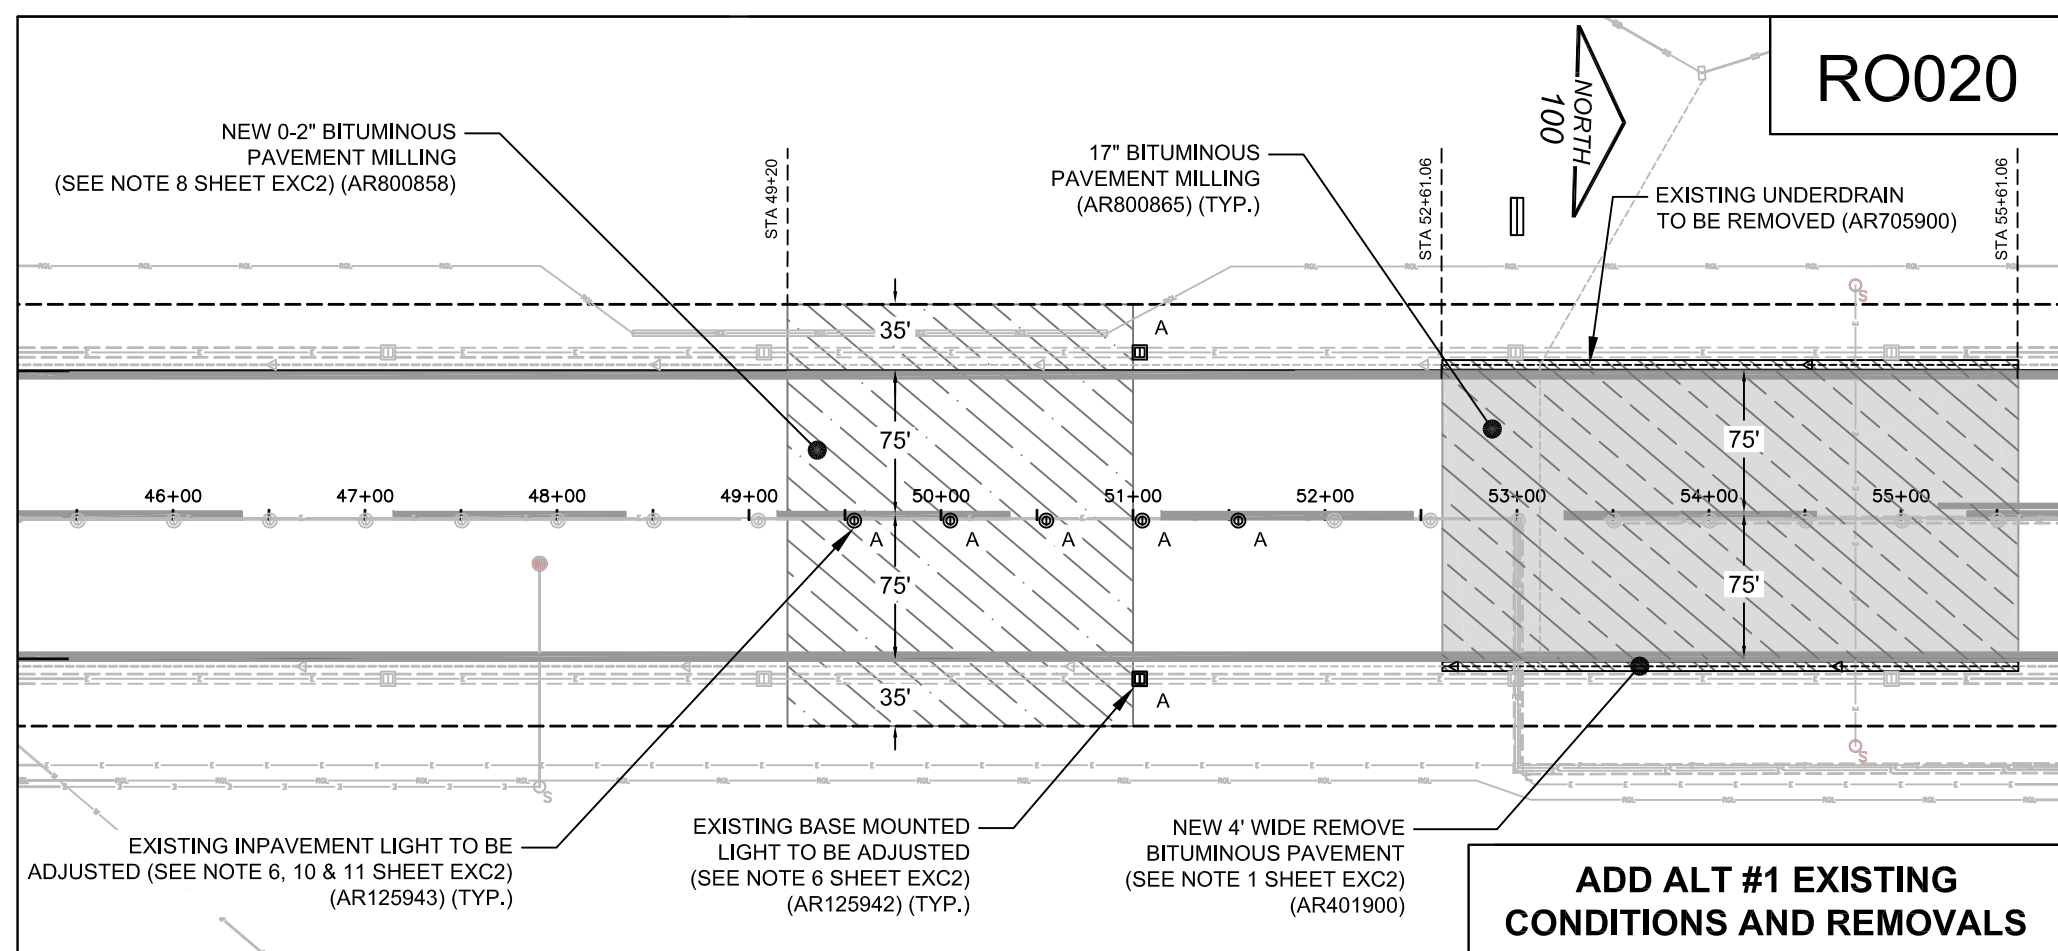 RO020
NORTH
100
NEW 0-2" BITUMINOUS
PAVEMENT MILLING
(SEE NOTE 8 SHEET EXC2) (AR800858)
STA 49+20
17" BITUMINOUS
PAVEMENT MILLING
(AR800865) (TYP.)
STA 52+61.06
EXISTING UNDERDRAIN
TO BE REMOVED (AR705900)
STA 55+61.06
35'
A
75'
75'
46+00 47+00 48+00 49+00 50+00 51+00 52+00 53+00 54+00 55+00
A A A A A
75'
75'
35'
A
S
S
S
EXISTING INPAVEMENT LIGHT TO BE
ADJUSTED (SEE NOTE 6, 10 & 11 SHEET EXC2)
(AR125943) (TYP.)
EXISTING BASE MOUNTED
LIGHT TO BE ADJUSTED
(SEE NOTE 6 SHEET EXC2)
(AR125942) (TYP.)
NEW 4' WIDE REMOVE
BITUMINOUS PAVEMENT
(SEE NOTE 1 SHEET EXC2)
(AR401900)
ADD ALT #1 EXISTING
CONDITIONS AND REMOVALS